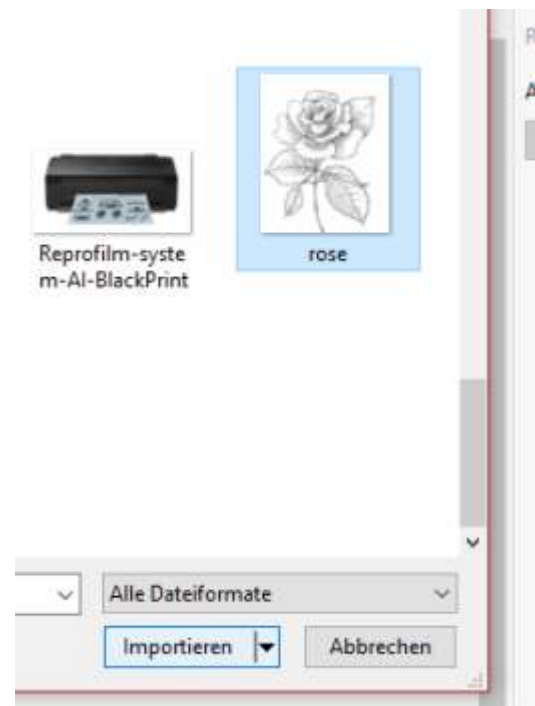 Reprofilm-syste
m-AI-BlackPrint
rose
Alle Dateiformate
Importieren
Abbrechen